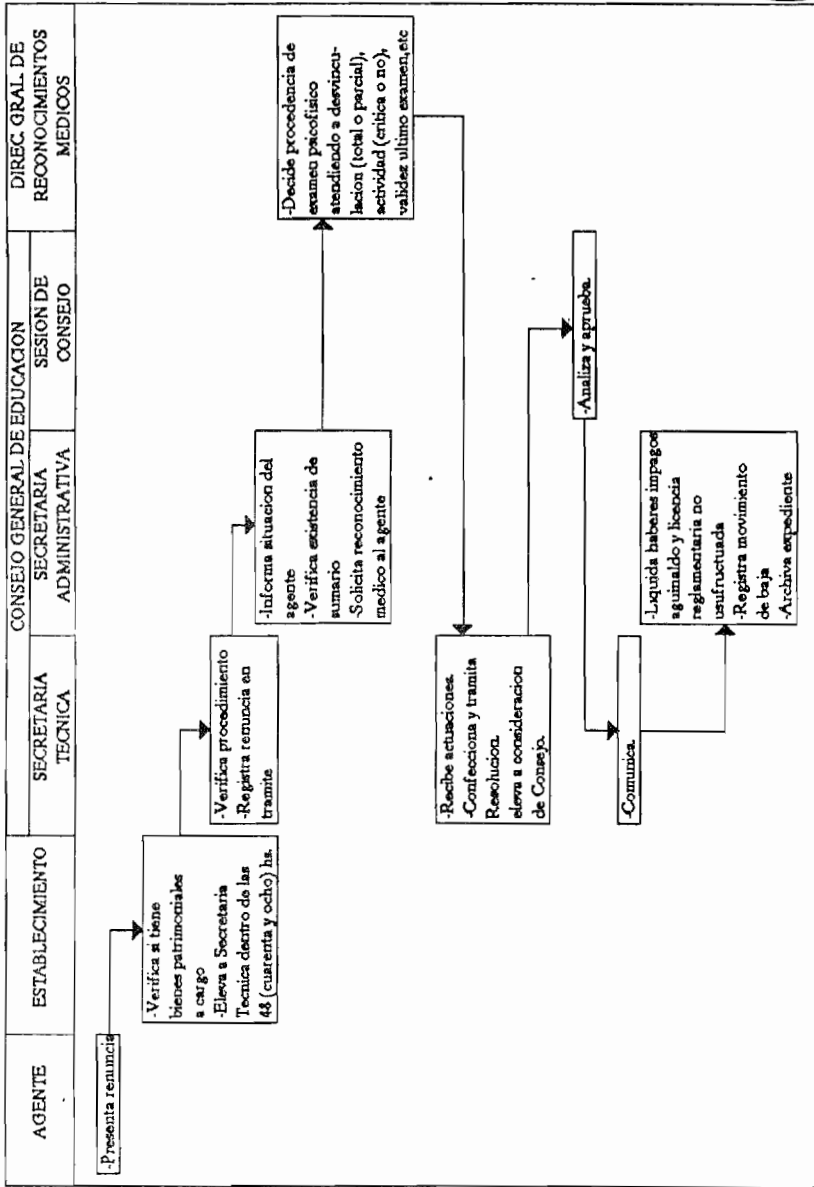 AGENTE
ESTABLECIMIENTO
CONSEJO GENERAL DE EDUCACION
SECRETARIA
TECNICA
SECRETARIA
ADMINISTRATIVA
SESION DE
CONSEJO
DIREC. GRAL DE
RECONOCIMIENTOS
MEDICOS
-Presenta renuncia
-Verifica si tiene
bienes patrimoniales
a cargo
-Eleva a Secretaria
Tecnica dentro de las
48 (cuarenta y ocho) hs.
-Verifica procedimiento
-Registra renuncia en
tramite
-Informa situacion del
agente
-Verifica existencia de
sumario
-Solicita reconocimiento
medico al agente
-Decide procedencia de
examen psicofisico
atendiendo a desvincu-
lacion (total o parcial),
actividad (critica o no),
validez ultimo examen,etc
-Recibe actuaciones.
-Confecciona y tramita
Resolucion.
eleva a consideracion
de Consejo.
-Analiza y aprueba.
-Comunica.
-Liquida haberes impagos
aguinaldo y licencia
reglamentaria no
usufructuada
-Registra movimiento
de baja
-Archiva expediente